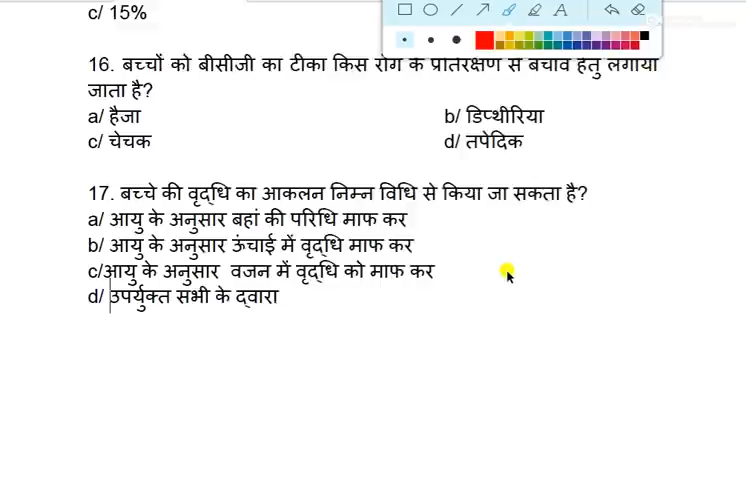 c/ 15%
16. बच्चों को बीसीजी का टीका किस रोग के प्रतिरक्षण से बचाव हेतु लगाया
जाता है?
a/ हैजा b/ डिप्थीरिया
c/ चेचक d/ तपेदिक
17. बच्चे की वृद्धि का आकलन निम्न विधि से किया जा सकता है?
a/ आयु के अनुसार बहां की परिधि माफ कर
b/ आयु के अनुसार ऊंचाई में वृद्धि माफ कर
c/आयु के अनुसार वजन में वृद्धि को माफ कर
d/ उपर्युक्त सभी के द्वारा